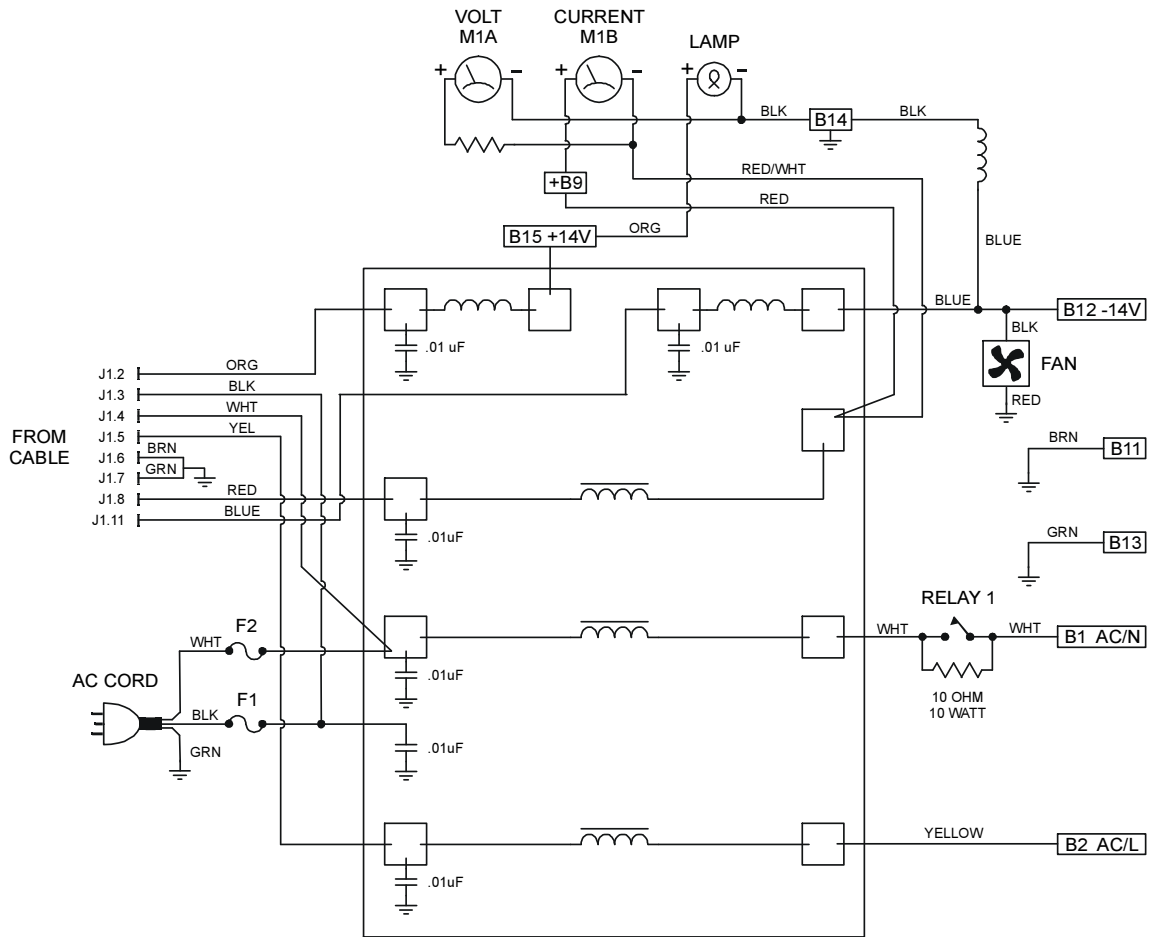 VOLT
M1A
CURRENT
M1B
LAMP
+ -
+ -
+ -
BLK
B14
BLK
RED/WHT
+B9
RED
B15 +14V
ORG
BLUE
BLUE
B12 -14V
.01 uF
.01 uF
BLK
FAN
RED
FROM
CABLE
J1.2
ORG
J1.3
BLK
J1.4
WHT
J1.5
YEL
J1.6
BRN
J1.7
GRN
J1.8
RED
J1.11
BLUE
BRN
B11
.01uF
GRN
B13
RELAY 1
WHT
WHT
B1 AC/N
10 OHM
10 WATT
F2
WHT
.01uF
AC CORD
F1
BLK
GRN
.01uF
YELLOW
B2 AC/L
.01uF